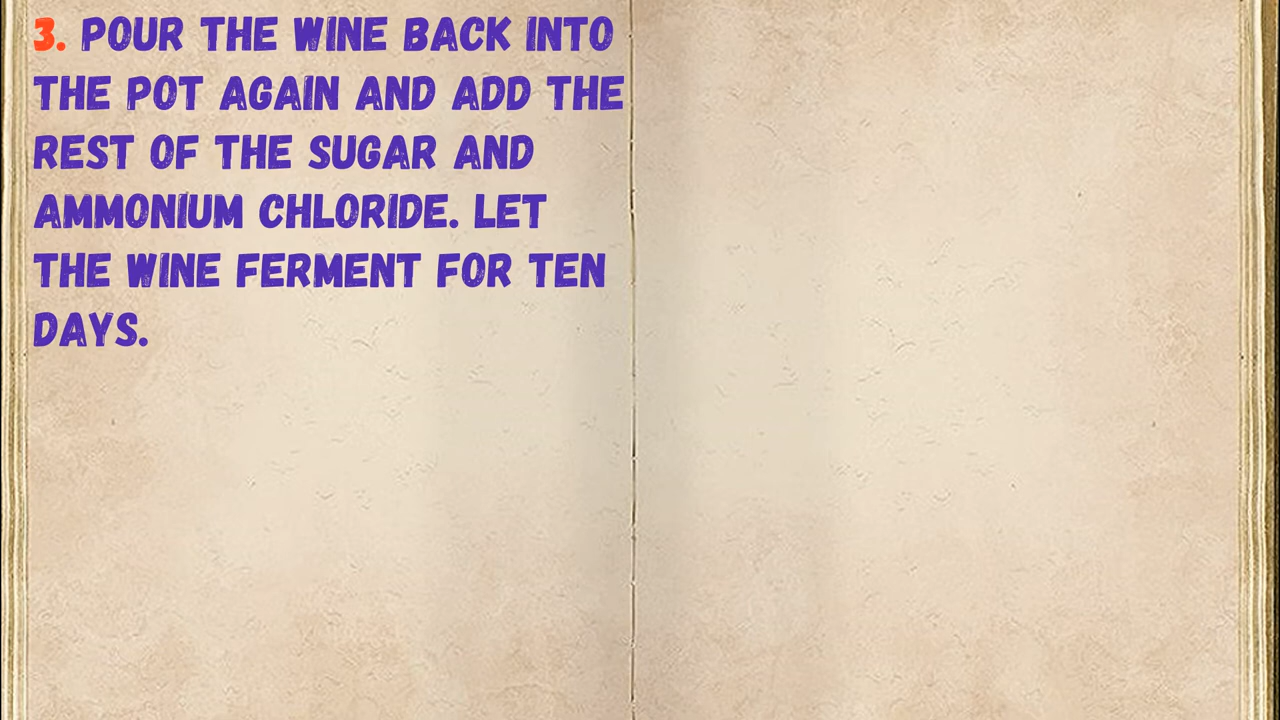 3. POUR THE WINE BACK INTO
THE POT AGAIN AND ADD THE
REST OF THE SUGAR AND
AMMONIUM CHLORIDE. LET
THE WINE FERMENT FOR TEN
DAYS.